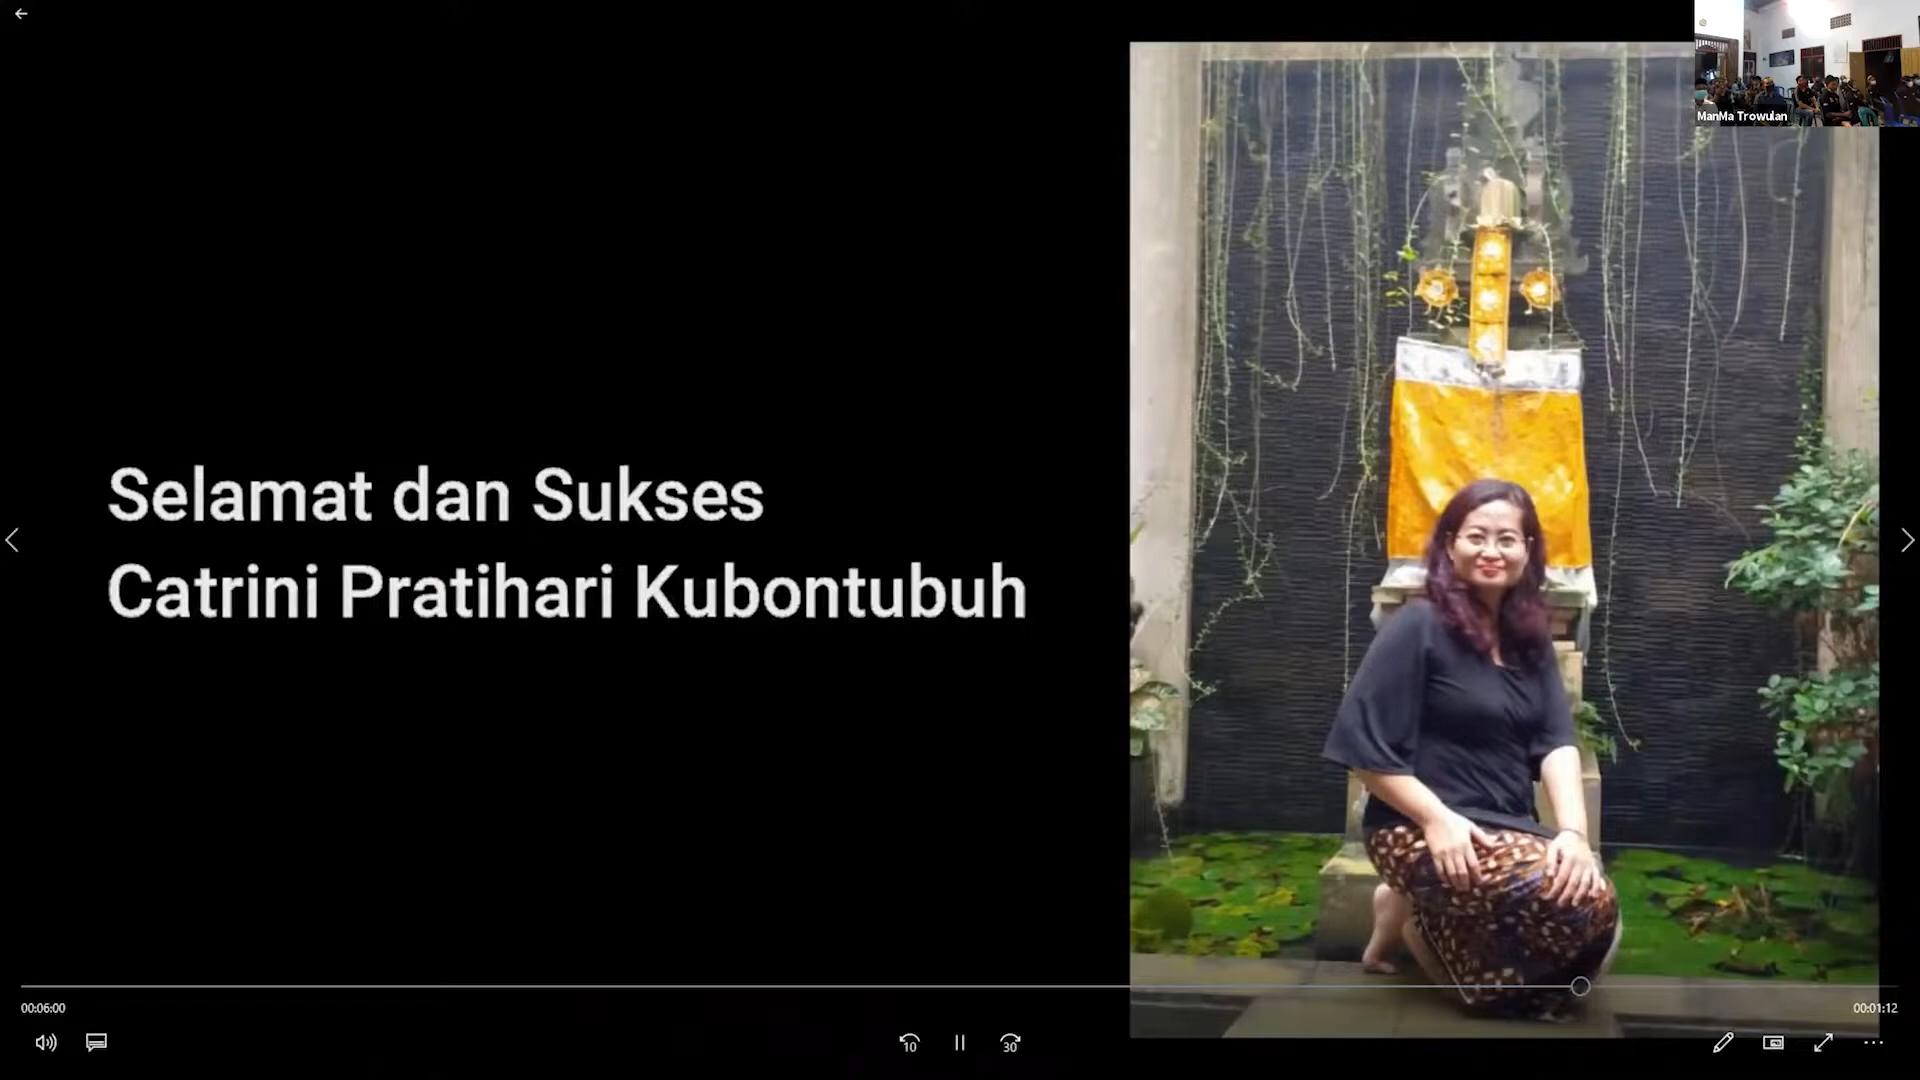 ManMa Trowulan
Selamat dan Sukses
Catrini Pratihari Kubontubuh
00:06:00
00:01:12
10
30